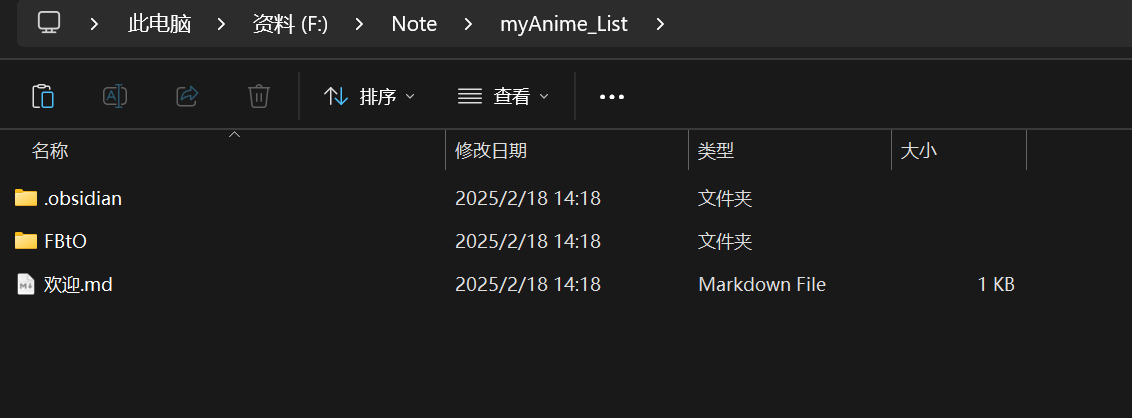 此电脑 资料 (F:) Note myAnime_List
排序 查看
名称 修改日期 类型 大小
.obsidian 2025/2/18 14:18 文件夹
FBtO 2025/2/18 14:18 文件夹
欢迎.md 2025/2/18 14:18 Markdown File 1 KB